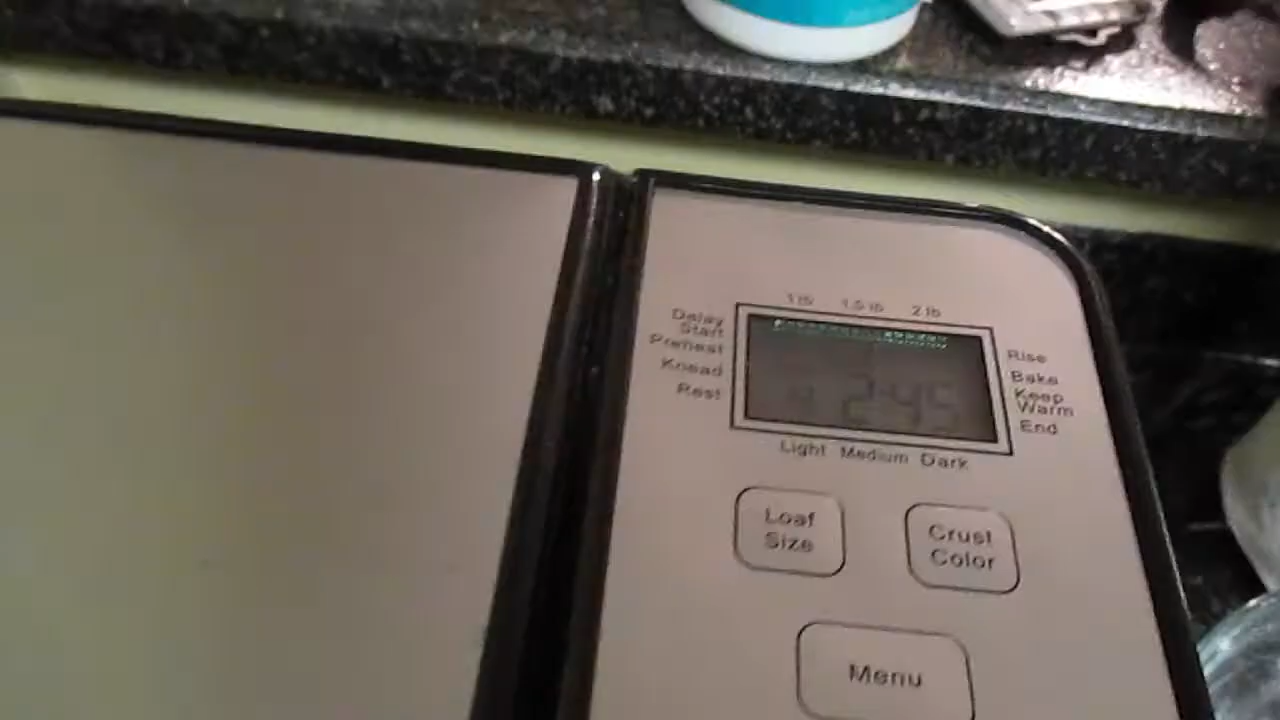 1 lb 1.5 lb 2 lb
Delay
Start
Preheat
Knead
Rest
2:45
Rise
Bake
Keep
Warm
End
Light Medium Dark
Loaf
Size
Crust
Color
Menu